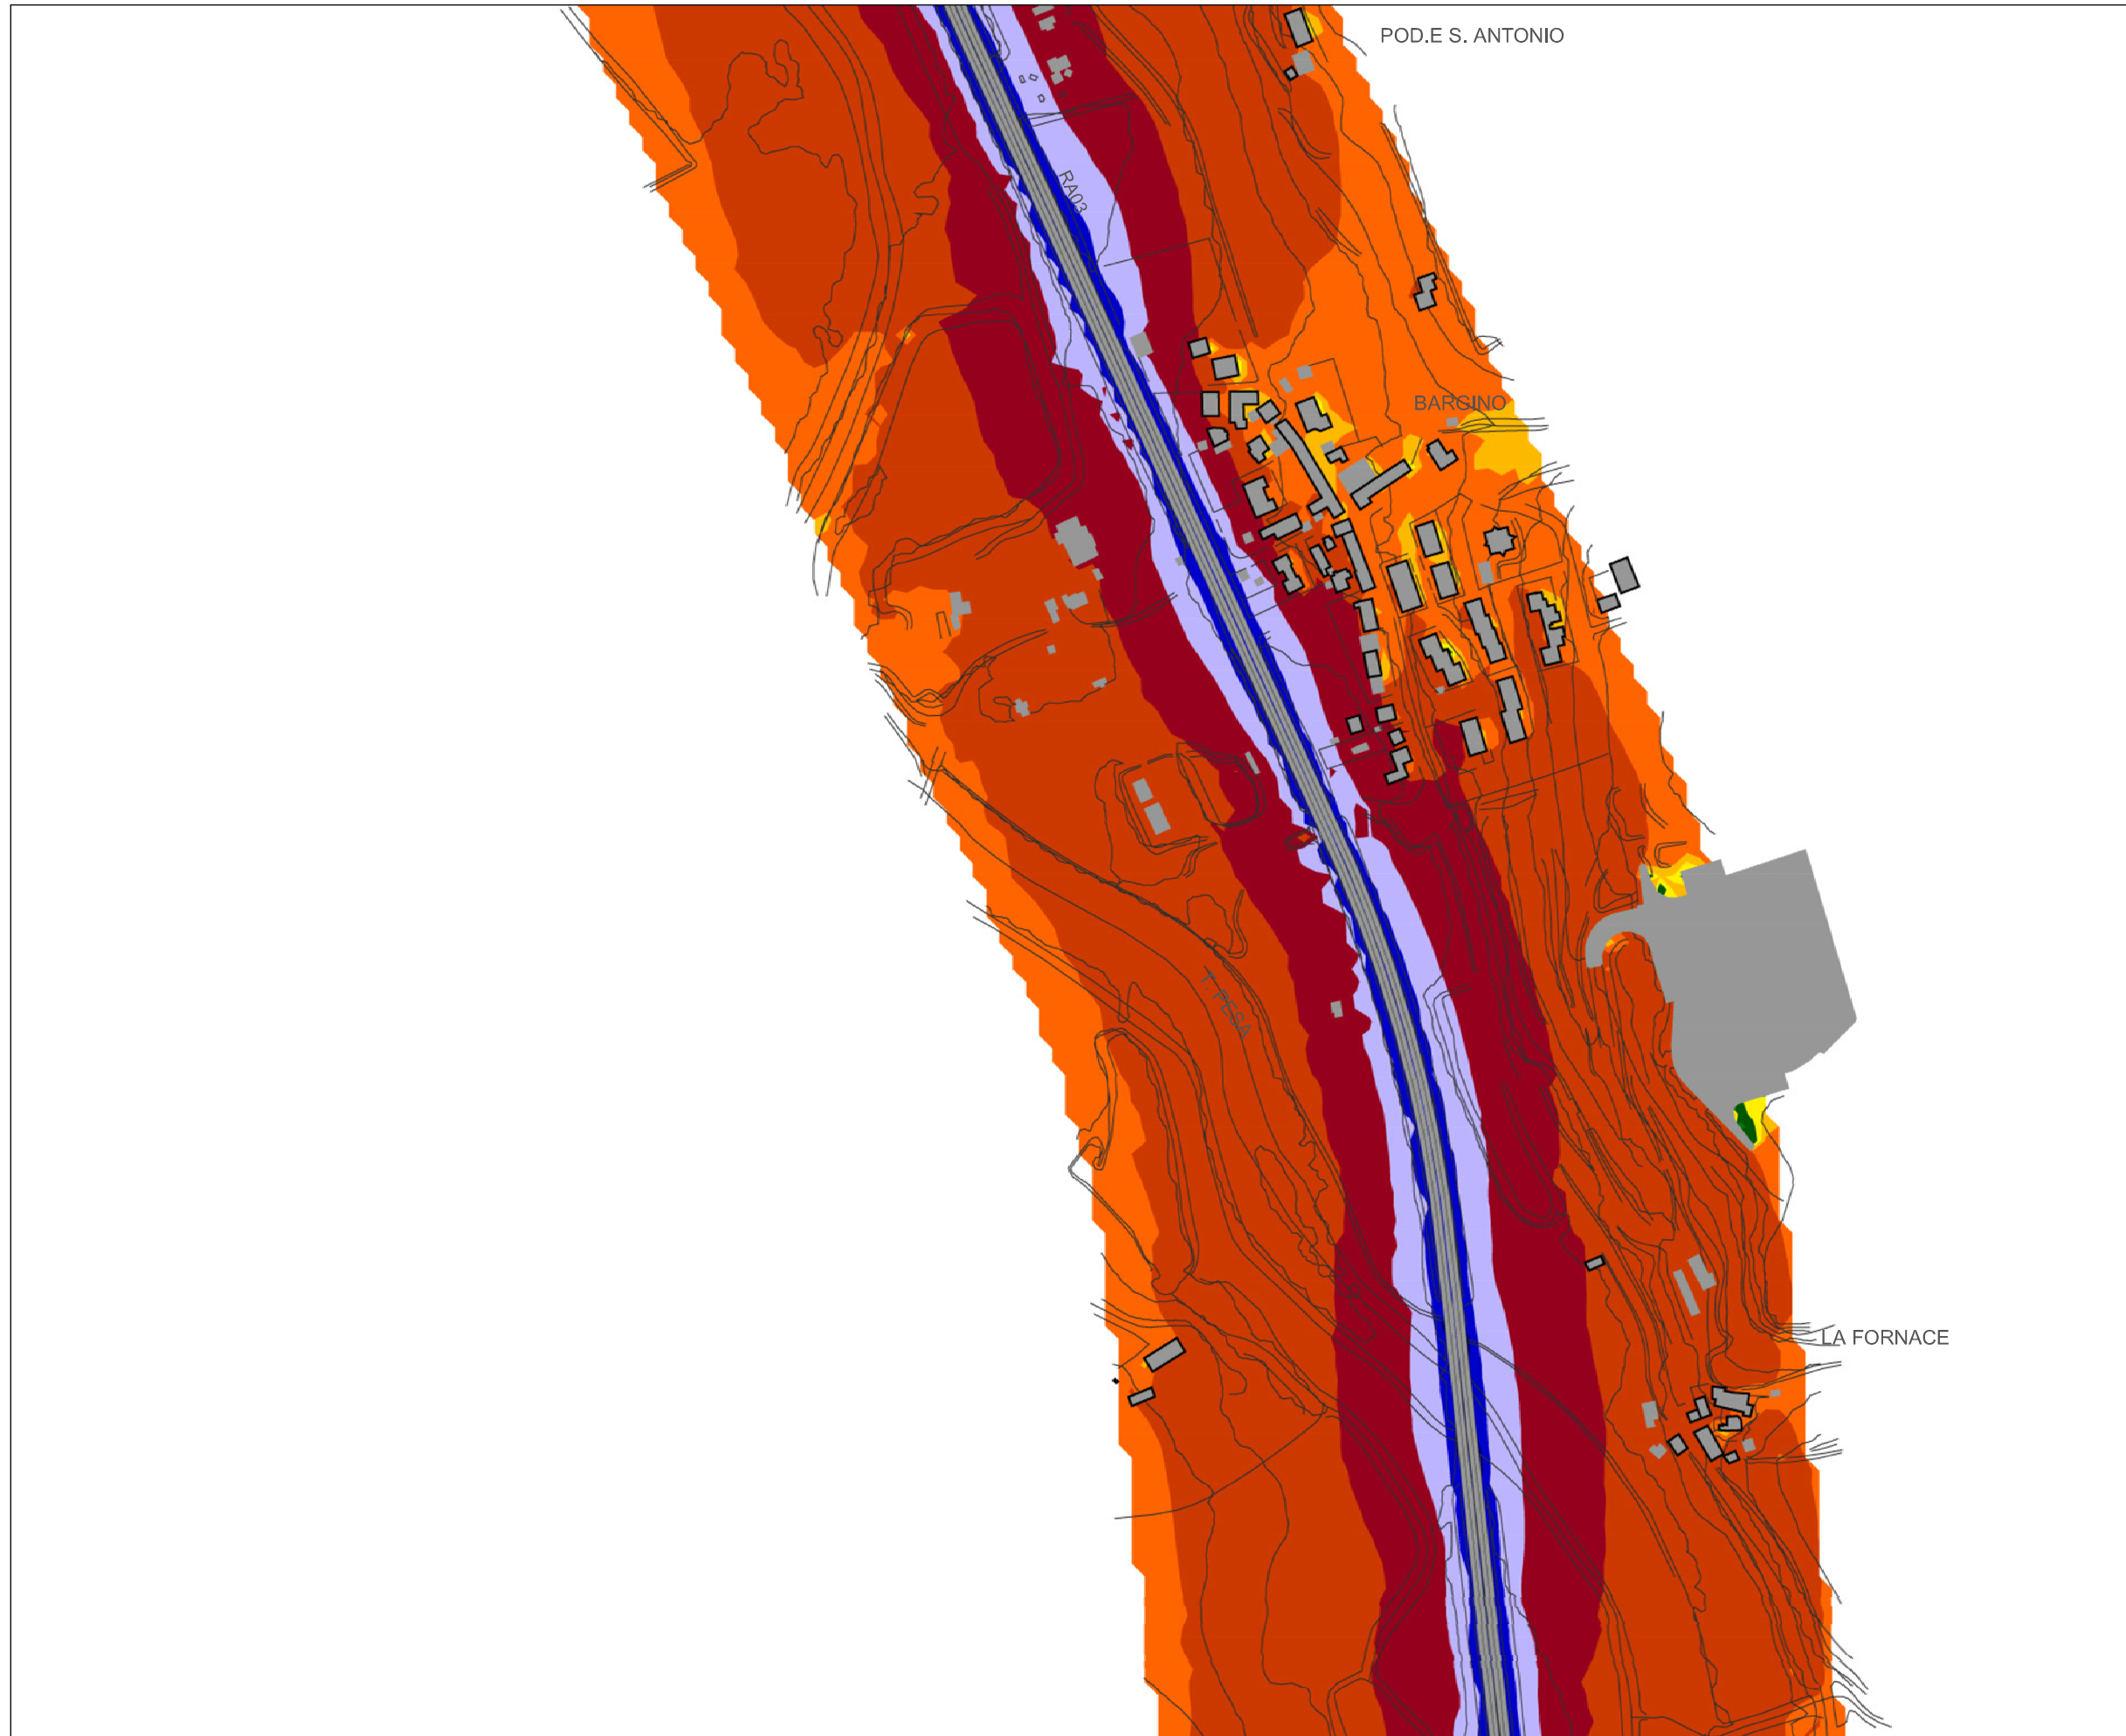 POD.E S. ANTONIO
RA03
BARGINO
T. PESA
LA FORNACE